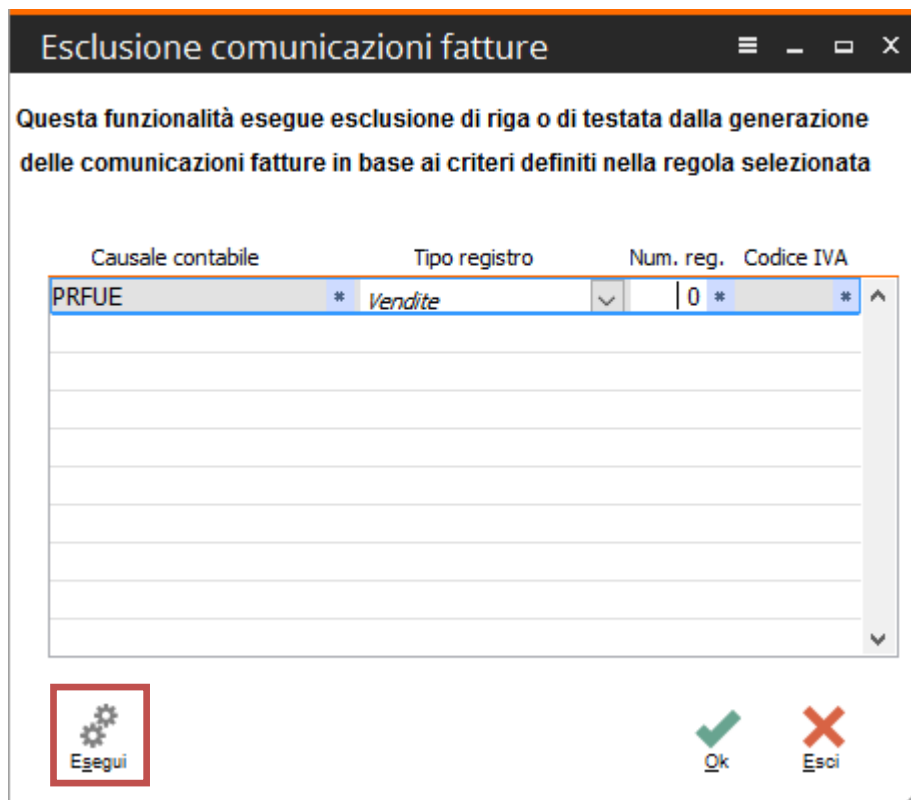 Esclusione comunicazioni fatture
Questa funzionalità esegue esclusione di riga o di testata dalla generazione
delle comunicazioni fatture in base ai criteri definiti nella regola selezionata
Causale contabile Tipo registro Num. reg. Codice IVA
PRFUE * Vendite 0 * *
Esegui Ok Esci